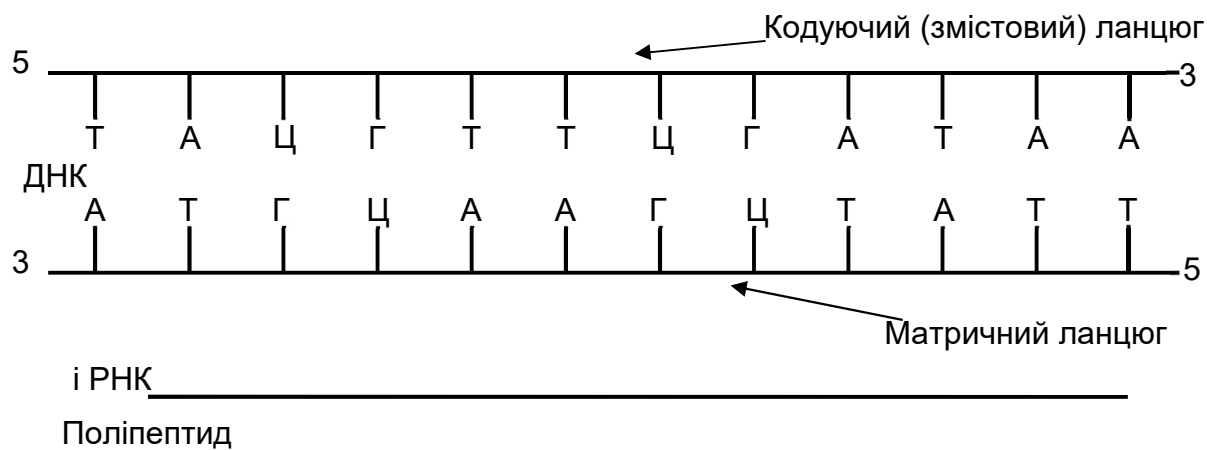 Кодуючий (змістовий) ланцюг
5 3
Т А Ц Г Т Т Ц Г А Т А А
ДНК
А Т Г Ц А А Г Ц Т А Т Т
3 5
Матричний ланцюг
і РНК
Поліпептид